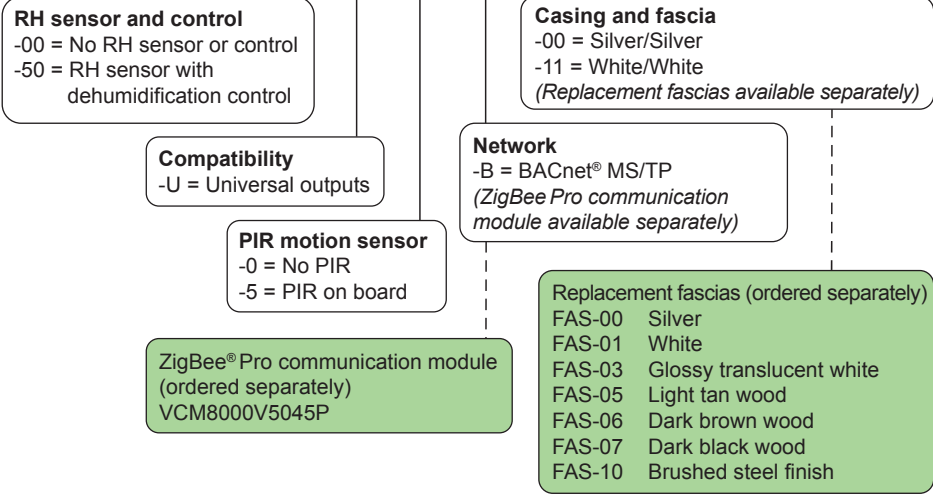 RH sensor and control
-00 = No RH sensor or control
-50 = RH sensor with
dehumidification control
Casing and fascia
-00 = Silver/Silver
-11 = White/White
(Replacement fascias available separately)
Compatibility
-U = Universal outputs
Network
-B = BACnet® MS/TP
(ZigBee Pro communication
module available separately)
PIR motion sensor
-0 = No PIR
-5 = PIR on board
ZigBee® Pro communication module
(ordered separately)
VCM8000V5045P
Replacement fascias (ordered separately)
FAS-00 Silver
FAS-01 White
FAS-03 Glossy translucent white
FAS-05 Light tan wood
FAS-06 Dark brown wood
FAS-07 Dark black wood
FAS-10 Brushed steel finish